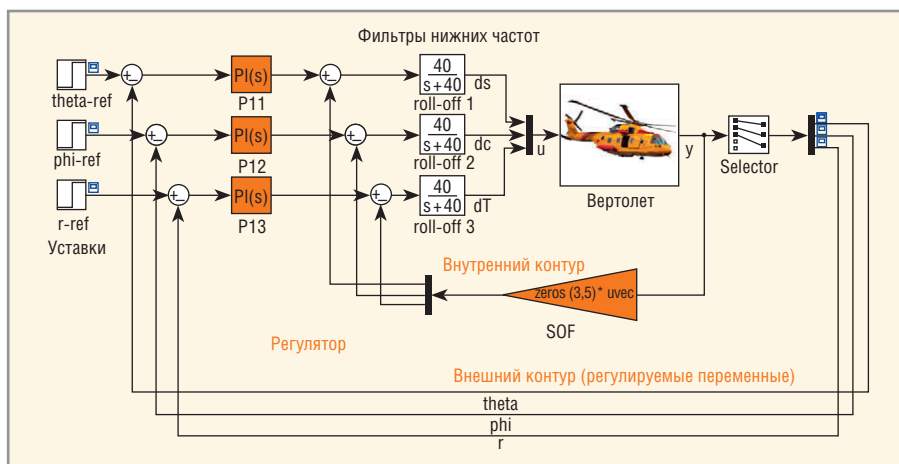 Фильтры нижних частот
theta-ref
PI(s)
P11
40
s+40
ds
roll-off 1
phi-ref
PI(s)
P12
40
s+40
dc
roll-off 2
r-ref
Уставки
PI(s)
P13
40
s+40
dT
roll-off 3
u
Вертолет
y
Selector
Внутренний контур
zeros (3,5)* uvec
SOF
Регулятор
Внешний контур (регулируемые переменные)
theta
phi
r